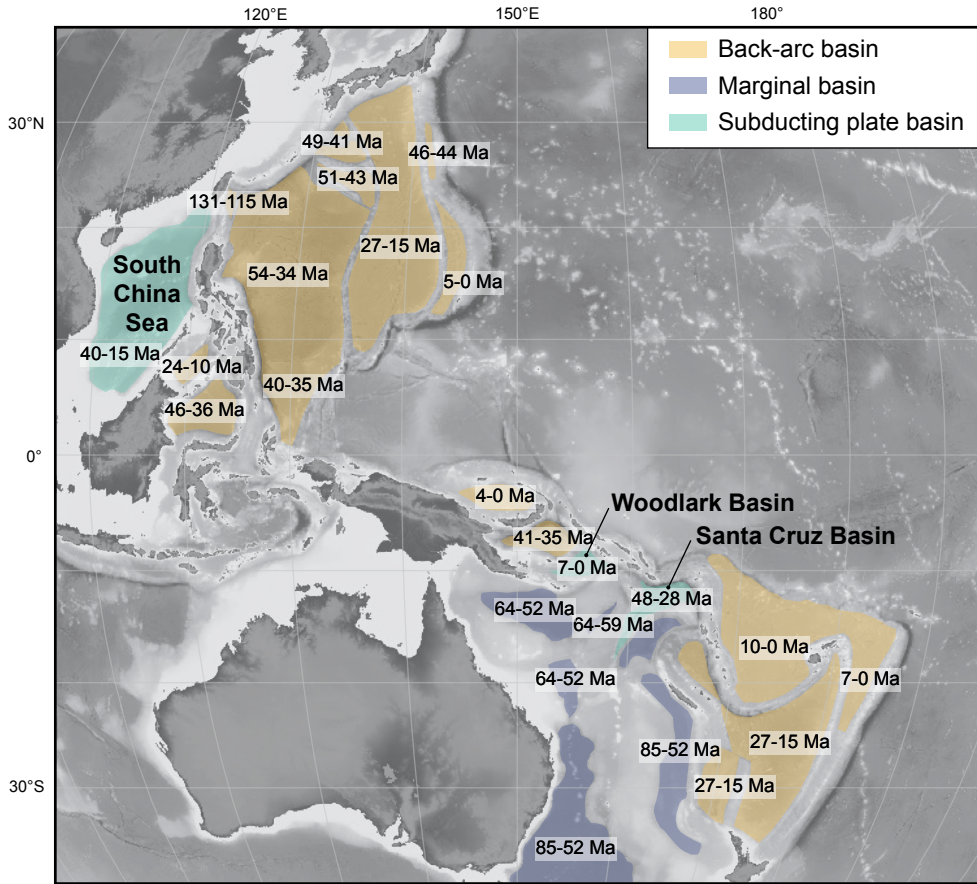 120°E
150°E
180°
Back-arc basin
Marginal basin
Subducting plate basin
30°N
49-41 Ma
46-44 Ma
51-43 Ma
131-115 Ma
27-15 Ma
South
China
Sea
54-34 Ma
5-0 Ma
40-15 Ma
24-10 Ma
40-35 Ma
46-36 Ma
0°
4-0 Ma
Woodlark Basin
41-35 Ma
Santa Cruz Basin
7-0 Ma
64-52 Ma
48-28 Ma
64-59 Ma
10-0 Ma
64-52 Ma
7-0 Ma
85-52 Ma
27-15 Ma
30°S
27-15 Ma
85-52 Ma